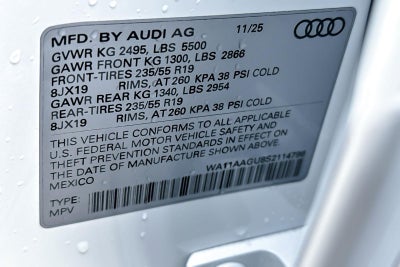 MFD. BY AUDI AG 11/25
GVWR KG 2495, LBS 5500
GAWR FRONT KG 1300, LBS 2866
FRONT-TIRES 235/55 R19
8JX19 RIMS, AT 260 KPA 38 PSI COLD
GAWR REAR KG 1340, LBS 2954
REAR-TIRES 235/55 R19
8JX19 RIMS, AT 260 KPA 38 PSI COLD
THIS VEHICLE CONFORMS TO ALL APPLICABLE
U.S. FEDERAL MOTOR VEHICLE SAFETY AND
THEFT PREVENTION STANDARDS IN EFFECT ON
THE DATE OF MANUFACTURE SHOWN ABOVE.
MEXICO
WA11AAGU8S2114798
TYPE:
MPV